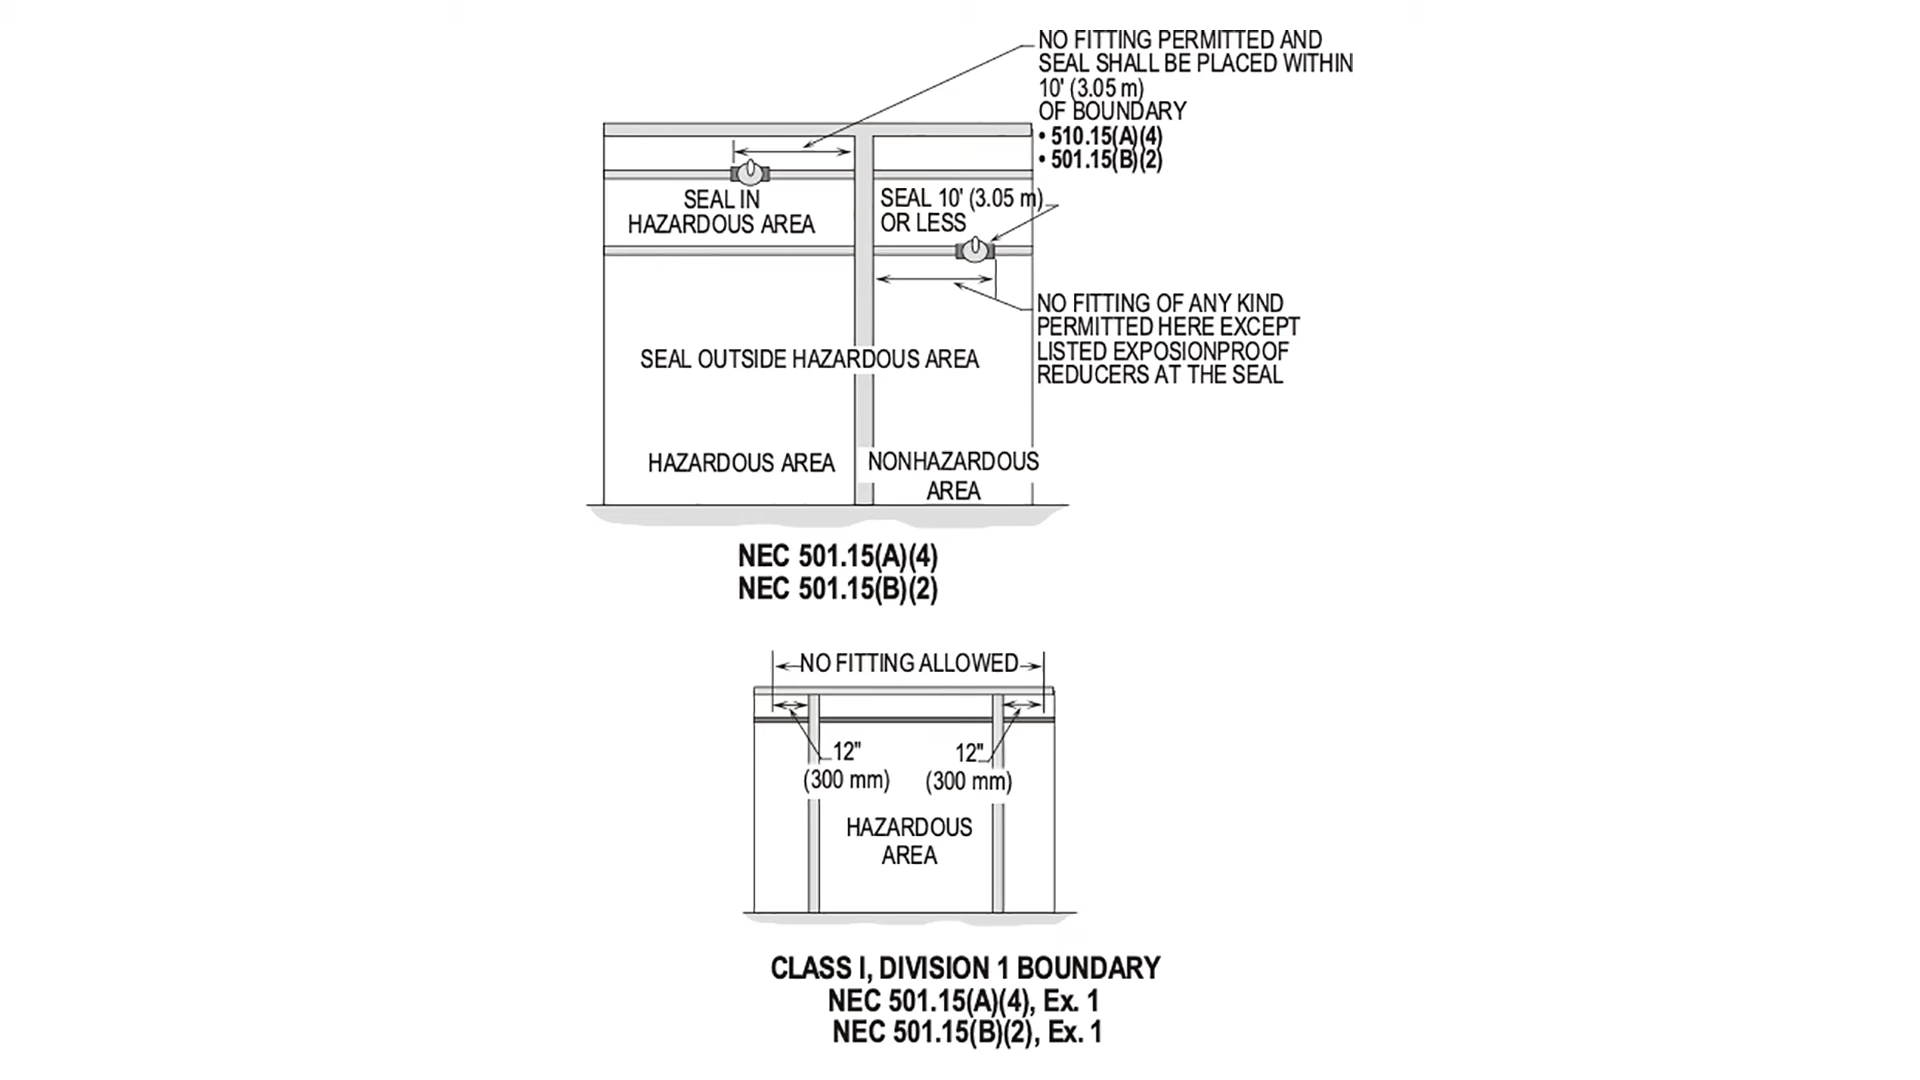 NO FITTING PERMITTED AND
SEAL SHALL BE PLACED WITHIN
10' (3.05 m)
OF BOUNDARY
• 510.15(A)(4)
• 501.15(B)(2)
SEAL IN
HAZARDOUS AREA
SEAL 10' (3.05 m)
OR LESS
NO FITTING OF ANY KIND
PERMITTED HERE EXCEPT
LISTED EXPOSIONPROOF
REDUCERS AT THE SEAL
SEAL OUTSIDE HAZARDOUS AREA
HAZARDOUS AREA
NONHAZARDOUS
AREA
NEC 501.15(A)(4)
NEC 501.15(B)(2)
NO FITTING ALLOWED
12"
(300 mm)
12"
(300 mm)
HAZARDOUS
AREA
CLASS I, DIVISION 1 BOUNDARY
NEC 501.15(A)(4), Ex. 1
NEC 501.15(B)(2), Ex. 1